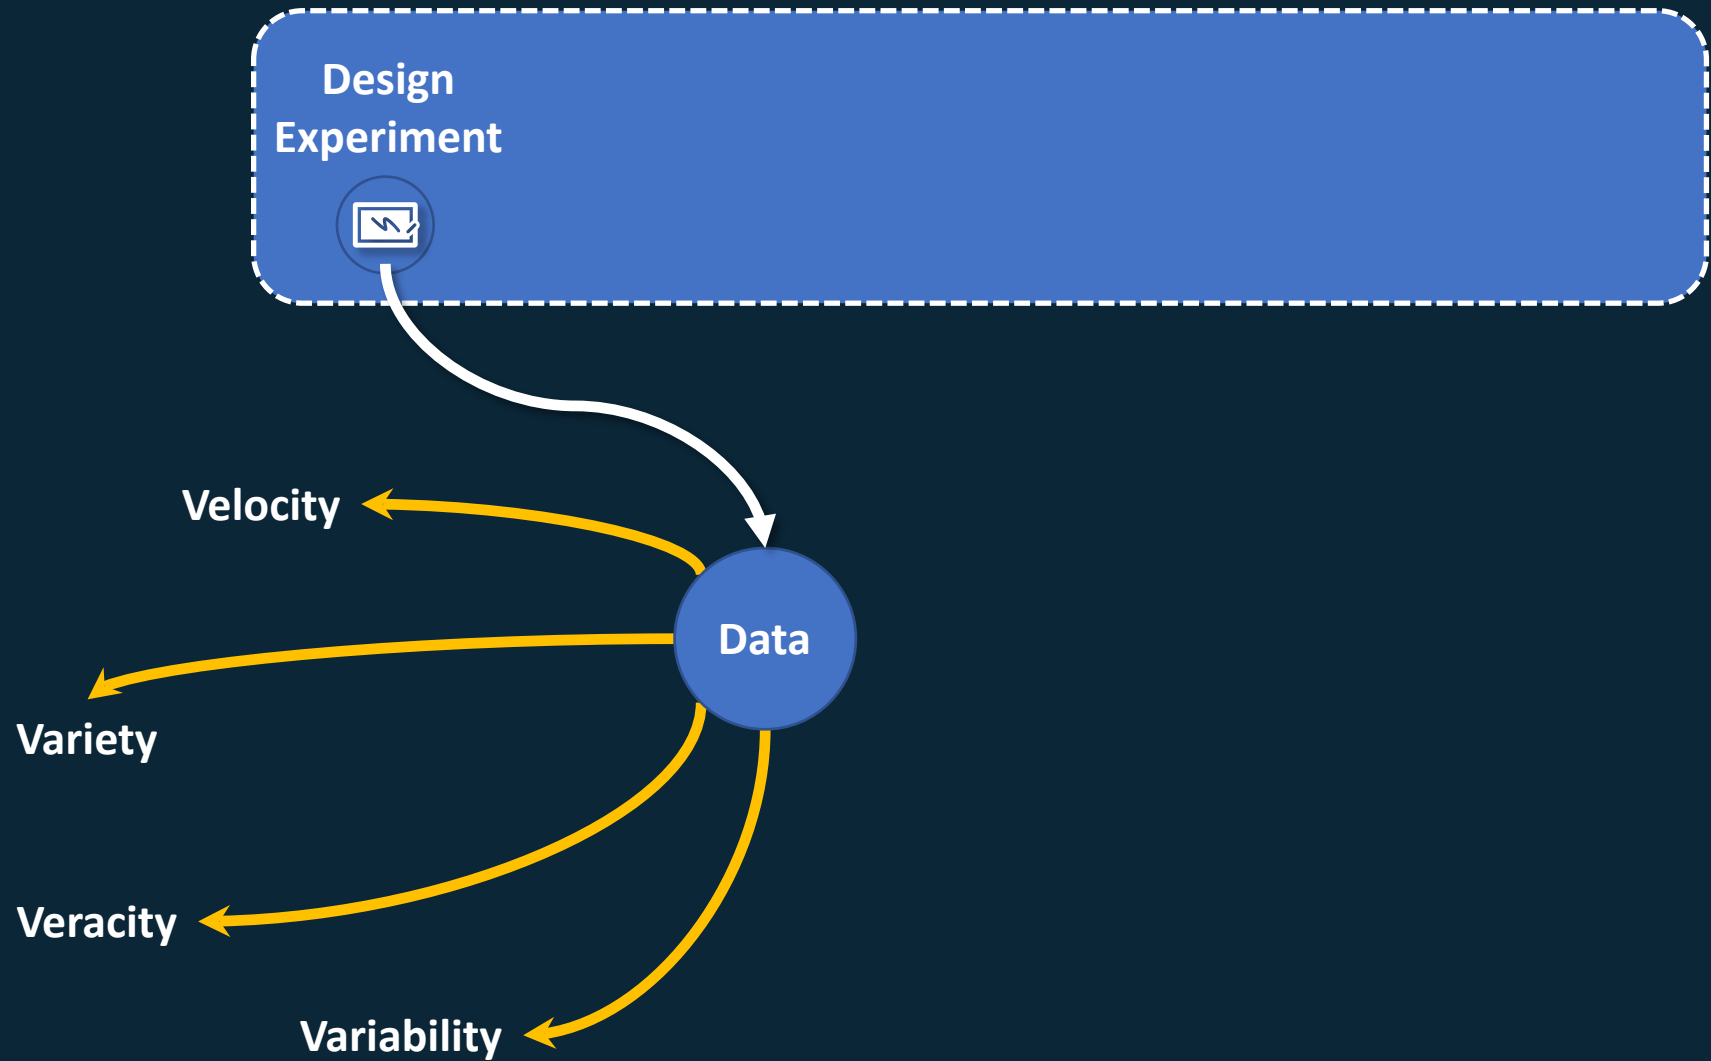 Design
Experiment
Velocity
Data
Variety
Veracity
Variability